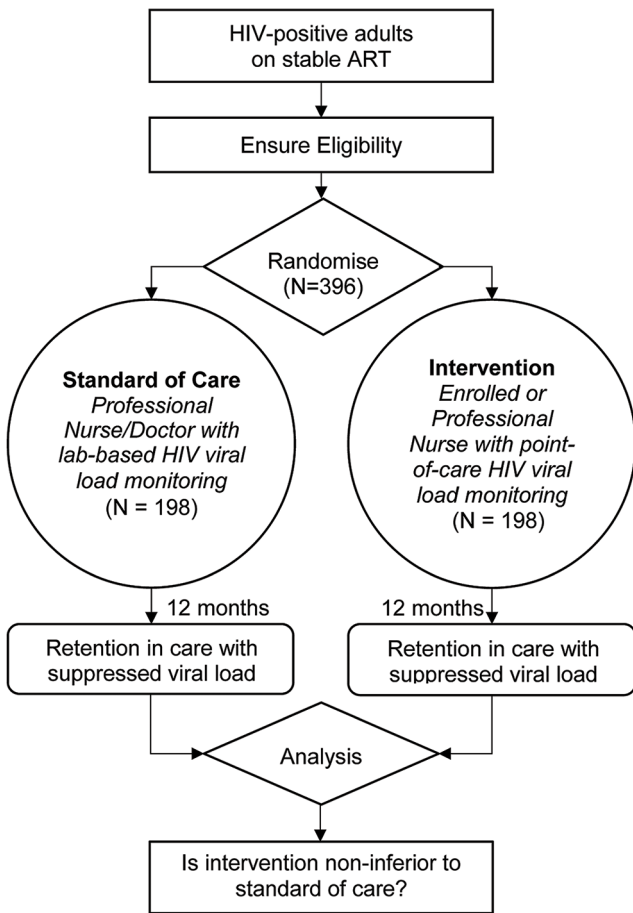 HIV-positive adults
on stable ART
Ensure Eligibility
Randomise
(N=396)
Standard of Care
Professional
Nurse/Doctor with
lab-based HIV viral
load monitoring
(N = 198)
Intervention
Enrolled or
Professional
Nurse with point-
of-care HIV viral
load monitoring
(N = 198)
12 months
12 months
Retention in care with
suppressed viral load
Retention in care with
suppressed viral load
Analysis
Is intervention non-inferior to
standard of care?